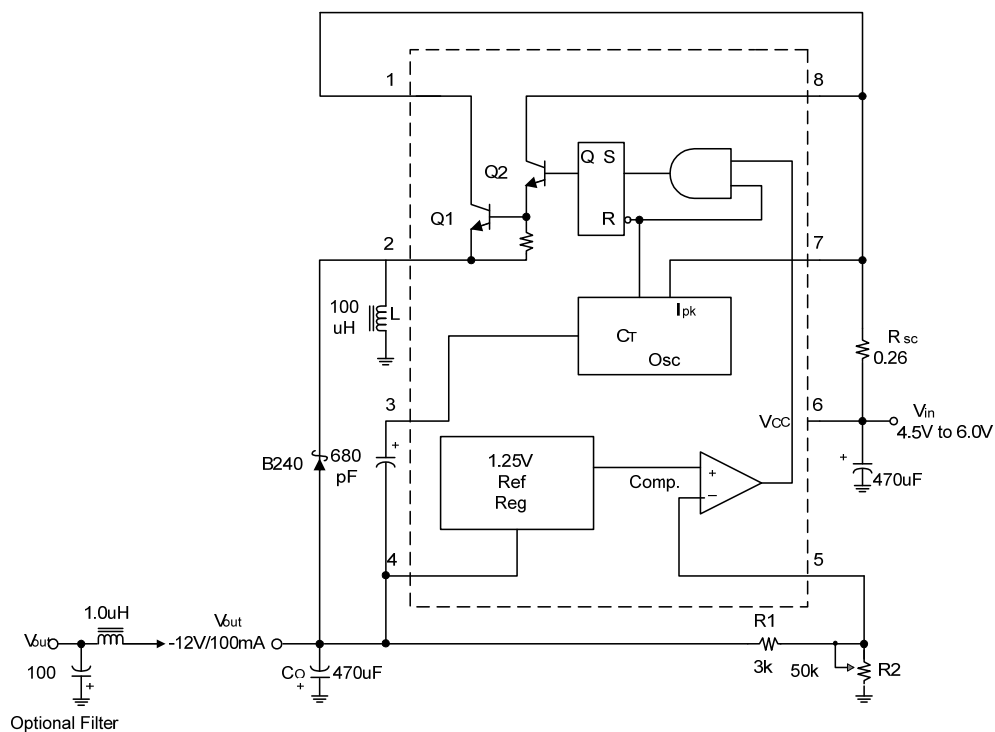 1
8
Q2
Q S
Q1
R
2
7
100
uH
L
Ipk
CT
Osc
Rsc
0.26
3
6
VCC
Vin
4.5V to 6.0V
+
680
pF
B240
1.25V
Ref
Reg
Comp.
+
−
+
470uF
4
5
1.0uH
Vout
Vout
-12V/100mA
R1
3k
50k
R2
100
+
CO
+
470uF
Optional Filter